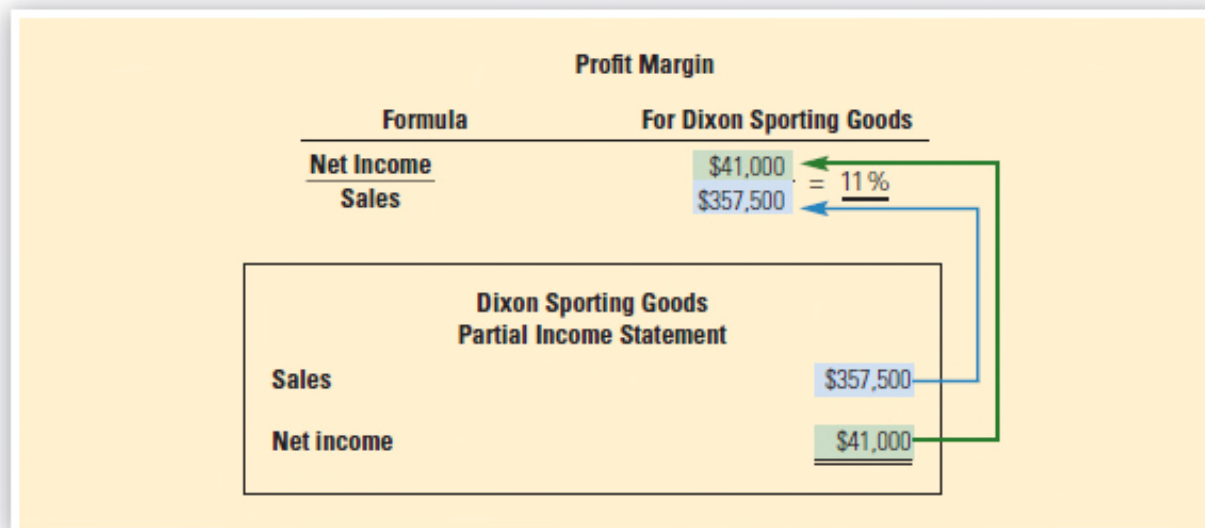 Profit Margin
Formula For Dixon Sporting Goods
Net Income $41,000
Sales $357,500 = 11%
Dixon Sporting Goods
Partial Income Statement
Sales $357,500
Net income $41,000